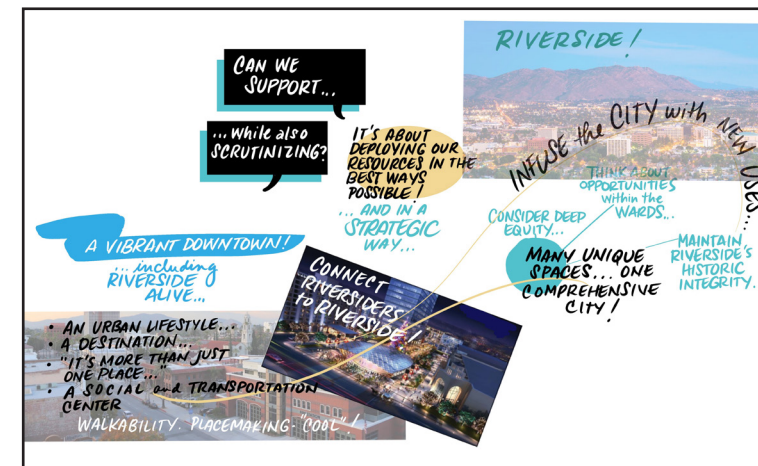 RIVERSIDE!
CAN WE
SUPPORT...
...While also
SCRUTINIZING?
IT'S ABOUT
DEPLOYING OUR
RESOURCES IN THE
BEST WAYS
POSSIBLE!
...AND IN A
STRATEGIC
WAY...
INFUSE the CITY with NEW USES...
THINK ABOUT
OPPORTUNITIES
within the
WARDS...
CONSIDER DEEP
EQUITY...
MANY UNIQUE
SPACES... ONE
COMPREHENSIVE
CITY!
MAINTAIN
RIVERSIDE'S
HISTORIC
INTEGRITY...
A VIBRANT DOWNTOWN!
...including
RIVERSIDE
ALIVE...
• AN URBAN LIFESTYLE...
• A DESTINATION...
• "IT'S MORE THAN JUST
ONE PLACE..."
• A SOCIAL and TRANSPORTATION
CENTER
WALKABILITY. PLACEMAKING. "COOL"!
CONNECT
RIVERSIDERS
to RIVERSIDE!